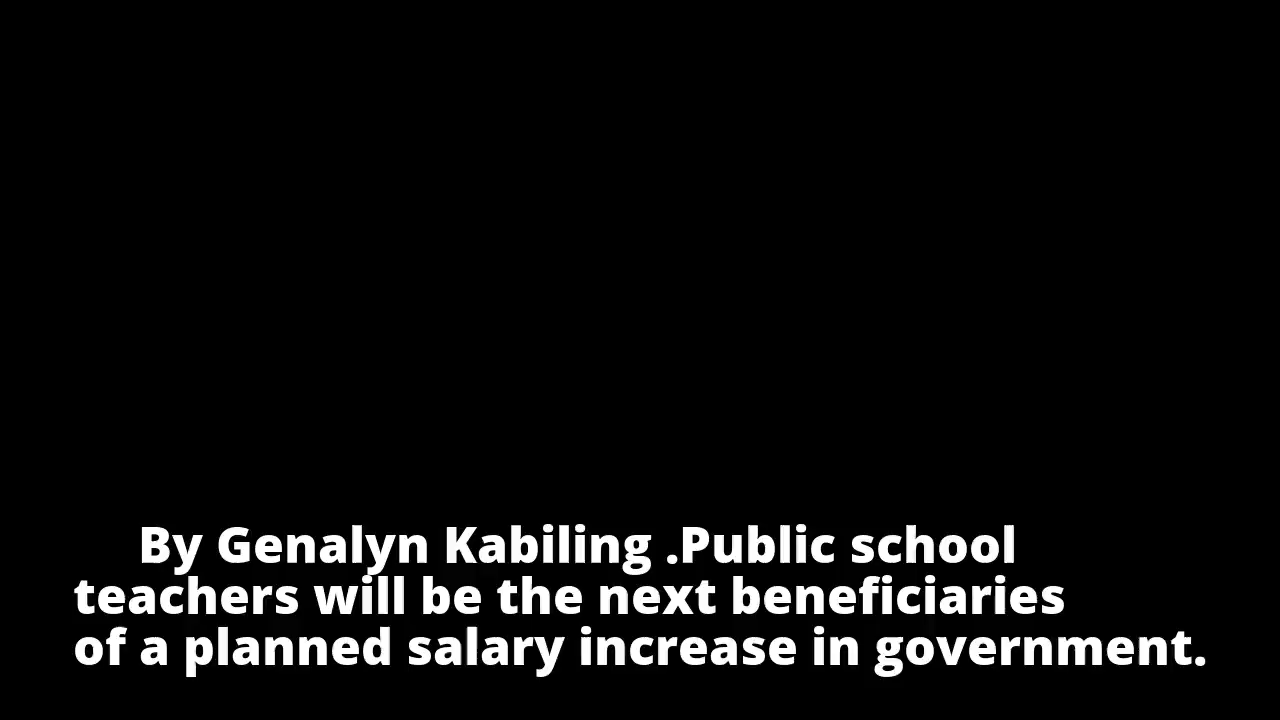 By Genalyn Kabiling .Public school
teachers will be the next beneficiaries
of a planned salary increase in government.